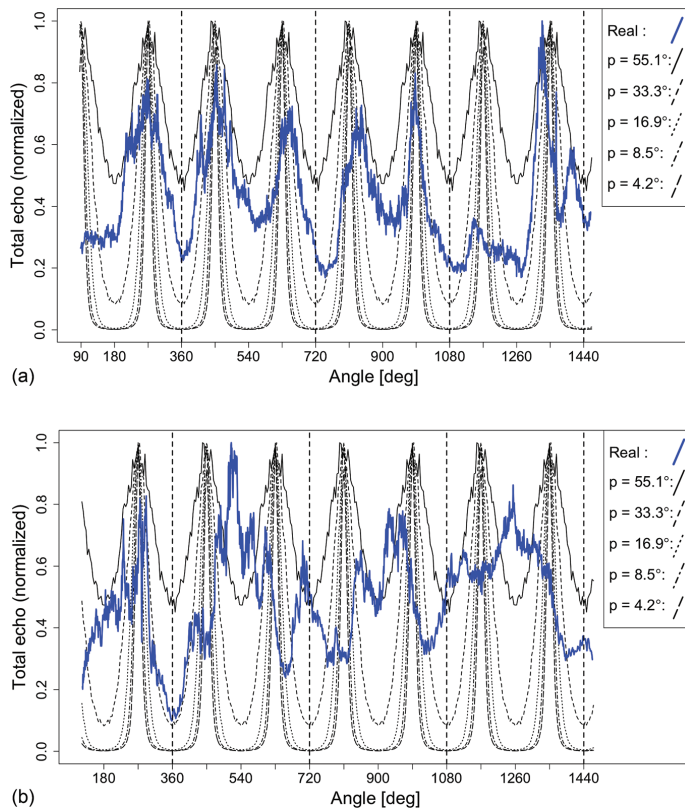 Total echo (normalized)
1.0
0.8
0.6
0.4
0.2
0.0
90 180 360 540 720 900 1080 1260 1440
Angle [deg]
(a)
Real :
p = 55.1°:
p = 33.3°:
p = 16.9°:
p = 8.5°:
p = 4.2°:
Total echo (normalized)
1.0
0.8
0.6
0.4
0.2
0.0
180 360 540 720 900 1080 1260 1440
Angle [deg]
(b)
Real :
p = 55.1°:
p = 33.3°:
p = 16.9°:
p = 8.5°:
p = 4.2°: